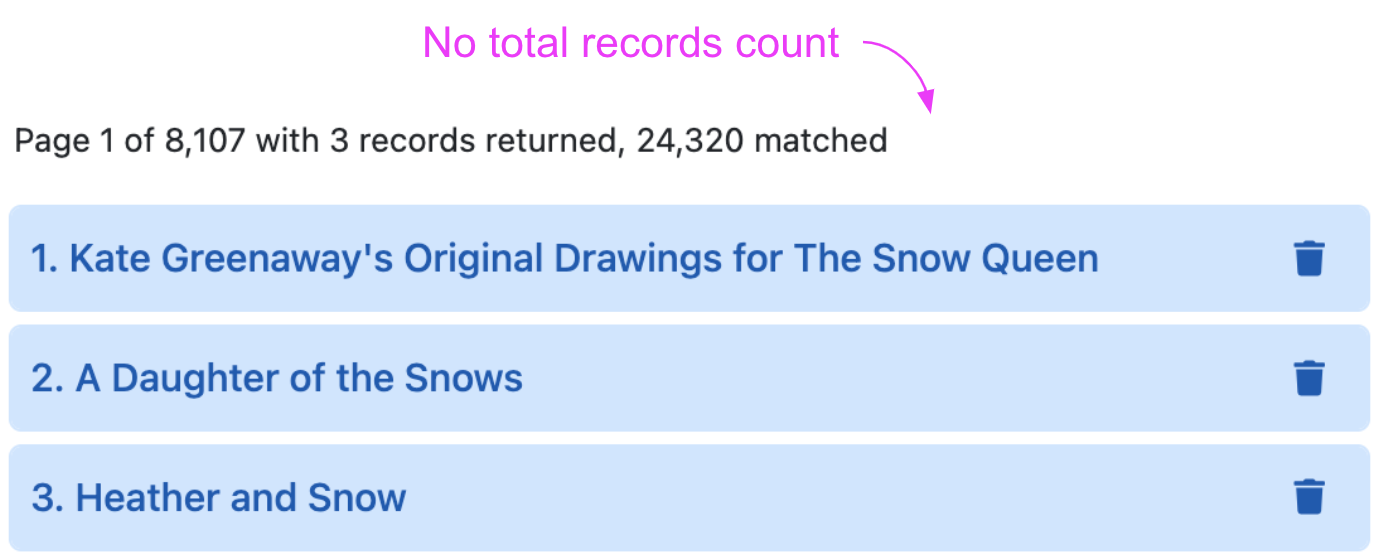 No total records count
Page 1 of 8,107 with 3 records returned, 24,320 matched
1. Kate Greenaway's Original Drawings for The Snow Queen
2. A Daughter of the Snows
3. Heather and Snow